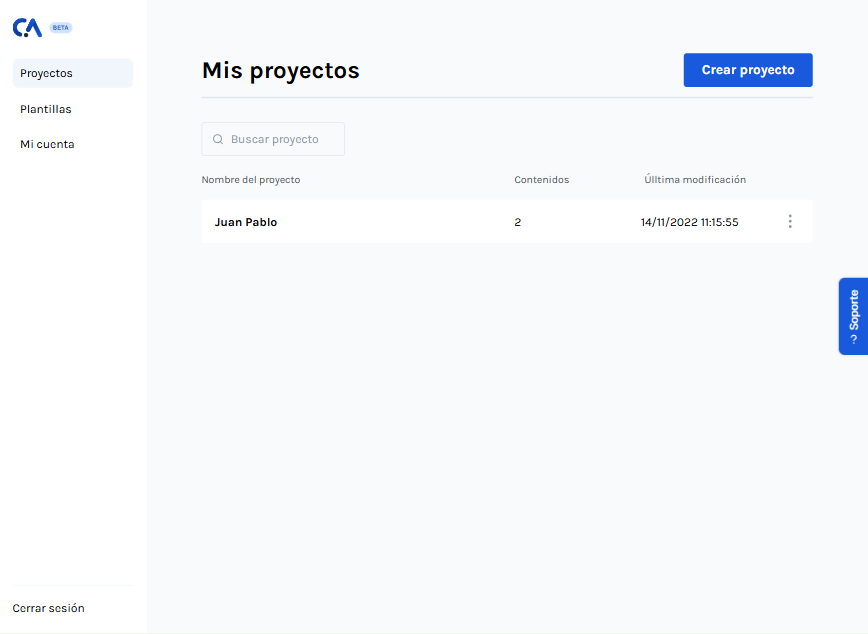 CA BETA
Proyectos
Plantillas
Mi cuenta
Cerrar sesión
Mis proyectos
Crear proyecto
Buscar proyecto
Nombre del proyecto Contenidos Úlltima modificación
Juan Pablo 2 14/11/2022 11:15:55
? Soporte